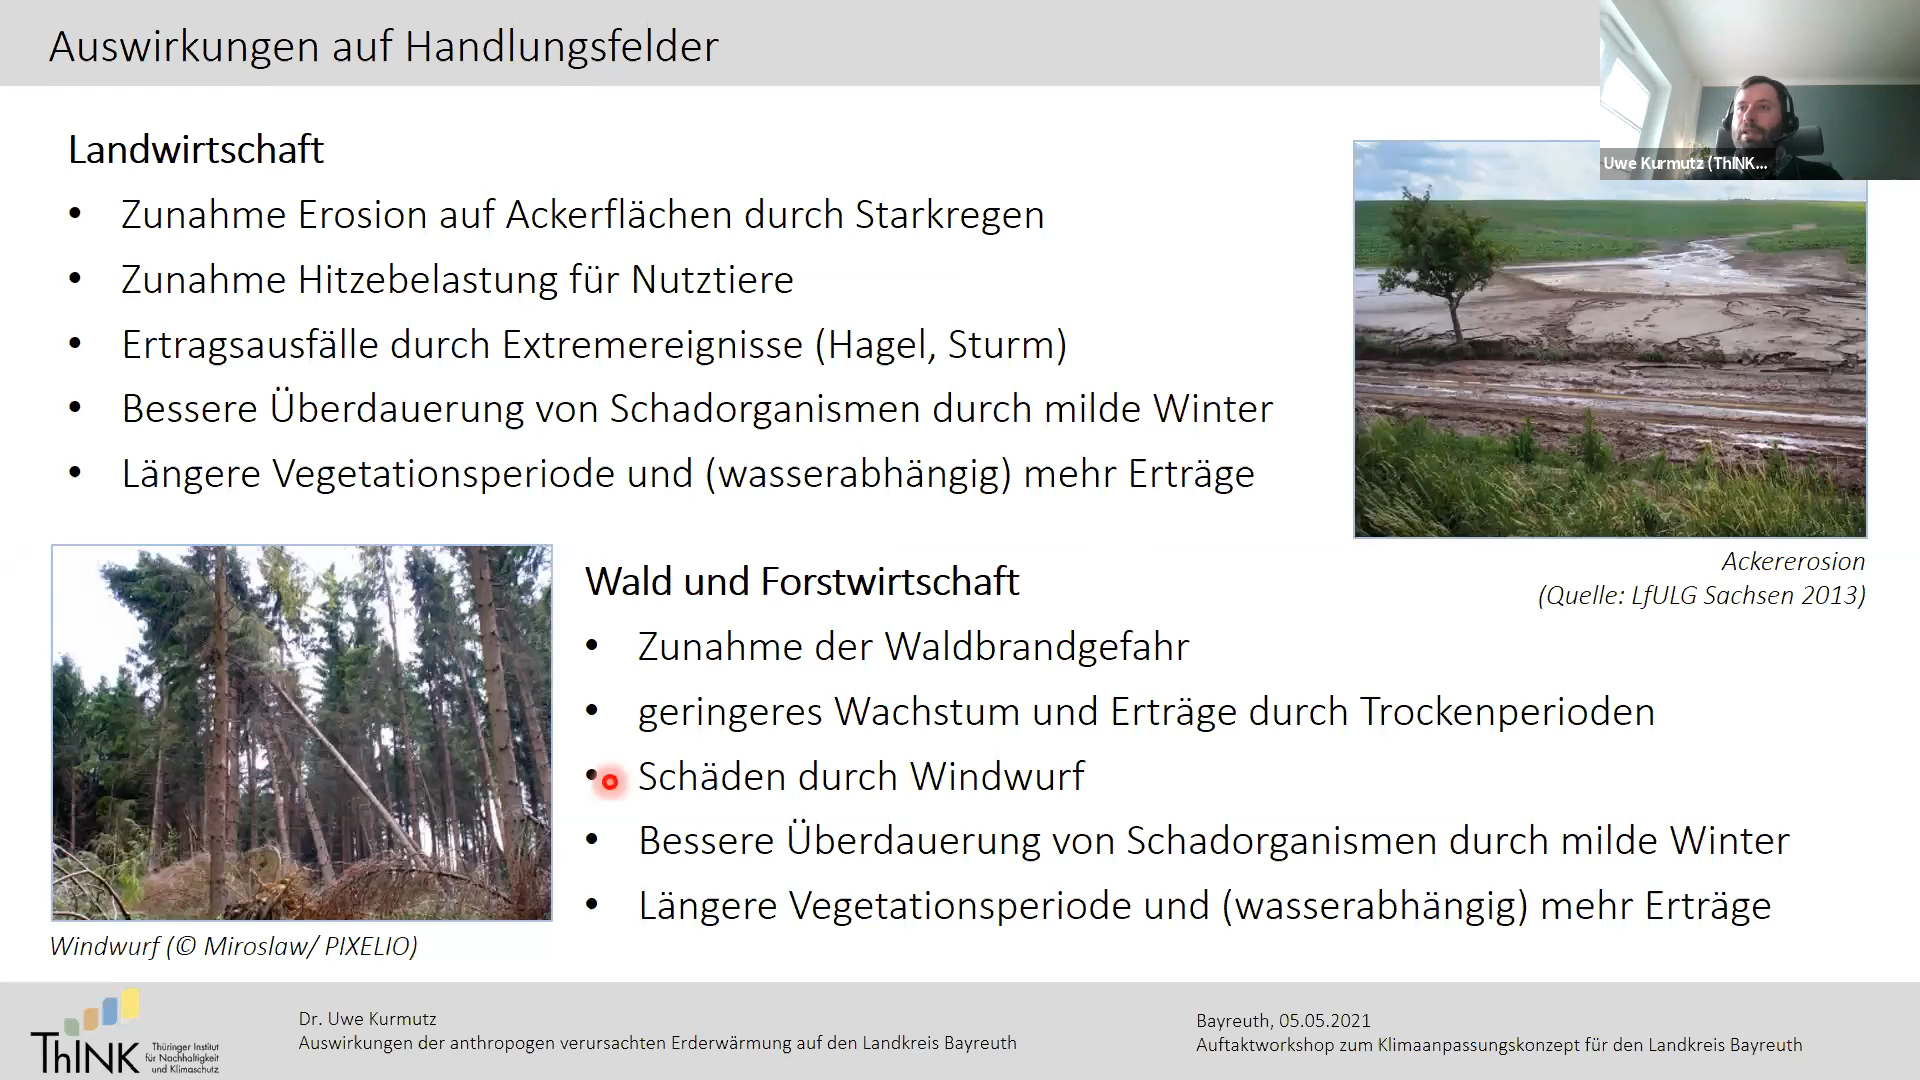 Auswirkungen auf Handlungsfelder
Uwe Kurmutz (ThINK...
Landwirtschaft
• Zunahme Erosion auf Ackerflächen durch Starkregen
• Zunahme Hitzebelastung für Nutztiere
• Ertragsausfälle durch Extremereignisse (Hagel, Sturm)
• Bessere Überdauerung von Schadorganismen durch milde Winter
• Längere Vegetationsperiode und (wasserabhängig) mehr Erträge
Ackererosion
(Quelle: LfULG Sachsen 2013)
Wald und Forstwirtschaft
• Zunahme der Waldbrandgefahr
• geringeres Wachstum und Erträge durch Trockenperioden
• Schäden durch Windwurf
• Bessere Überdauerung von Schadorganismen durch milde Winter
• Längere Vegetationsperiode und (wasserabhängig) mehr Erträge
Windwurf (© Miroslaw/ PIXELIO)
ThINK
Thüringer Institut
für Nachhaltigkeit
und Klimaschutz
Dr. Uwe Kurmutz
Auswirkungen der anthropogen verursachten Erderwärmung auf den Landkreis Bayreuth
Bayreuth, 05.05.2021
Auftaktworkshop zum Klimaanpassungskonzept für den Landkreis Bayreuth